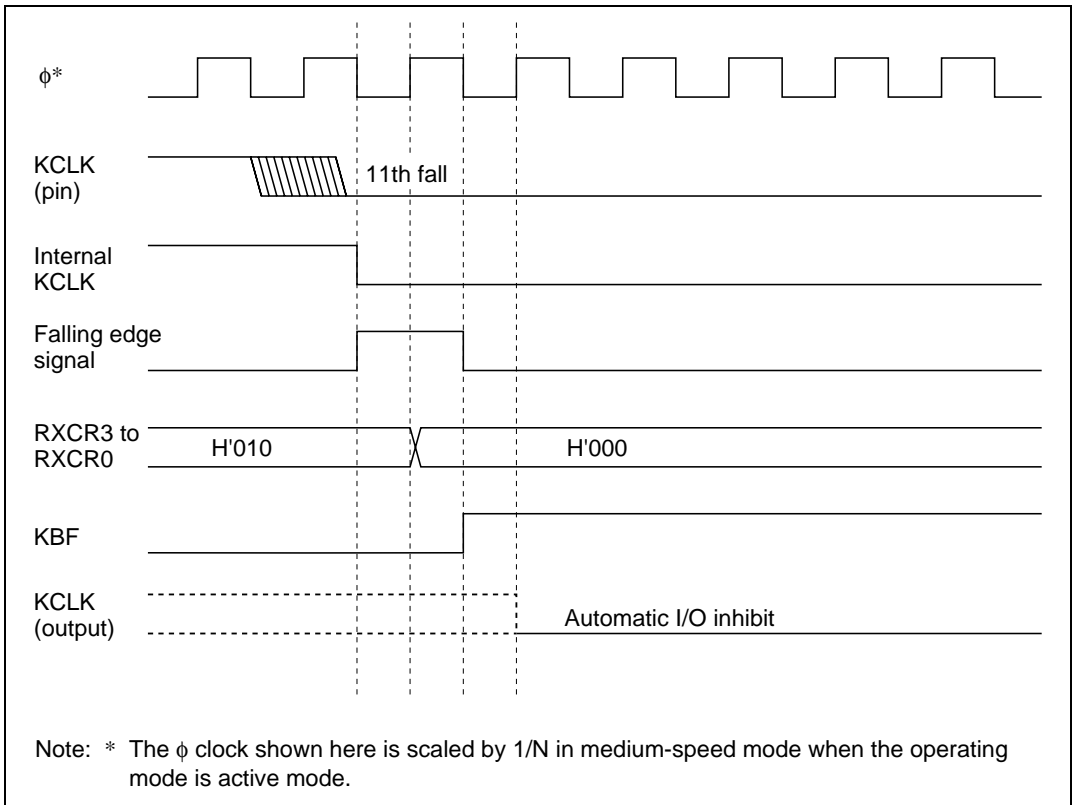 ϕ*
KCLK
(pin)
11th fall
Internal
KCLK
Falling edge
signal
RXCR3 to
RXCR0
H'010
H'000
KBF
KCLK
(output)
Automatic I/O inhibit
Note: * The ϕ clock shown here is scaled by 1/N in medium-speed mode when the operating
mode is active mode.